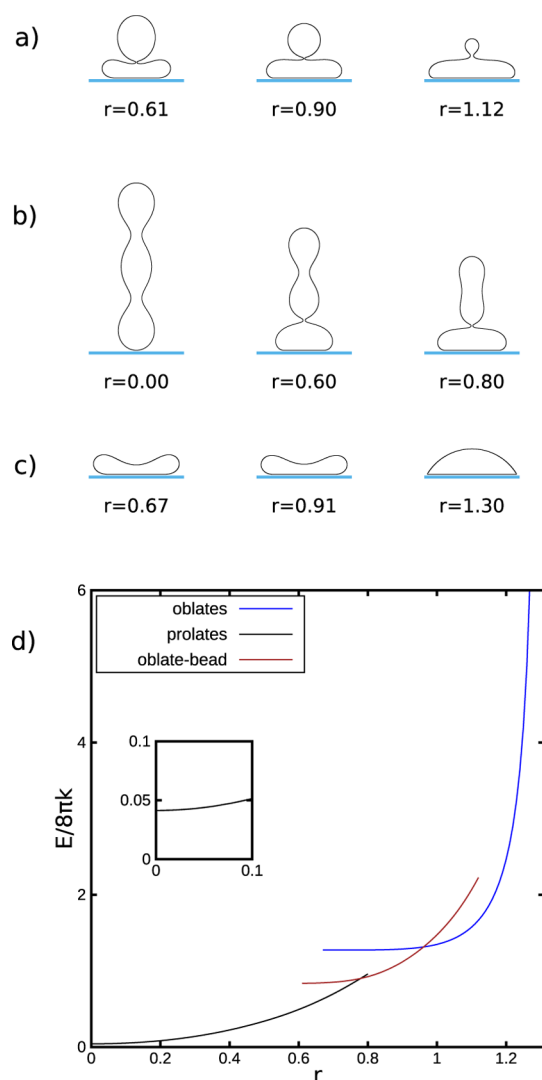 a)
r=0.61 r=0.90 r=1.12
b)
r=0.00 r=0.60 r=0.80
c)
r=0.67 r=0.91 r=1.30
d)
6
oblates
prolates
oblate-bead
4
0.1
0.05
0
0 0.1
E/8πk
2
0
0 0.2 0.4 0.6 0.8 1 1.2
r